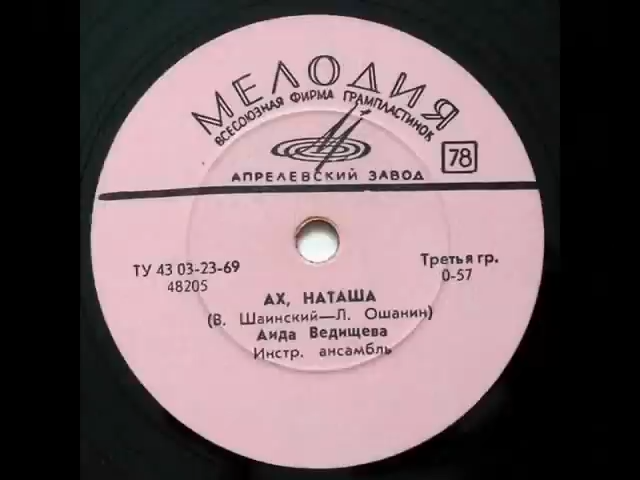 МЕЛОДИЯ
ВСЕСОЮЗНАЯ ФИРМА ГРАМПЛАСТИНОК
78
АПРЕЛЕВСКИЙ ЗАВОД
ТУ 43 03-23-69
48205
Третья гр.
0-57
АХ, НАТАША
(В. Шаинский—Л. Ошанин)
Аида Ведищева
Инстр. ансамбль